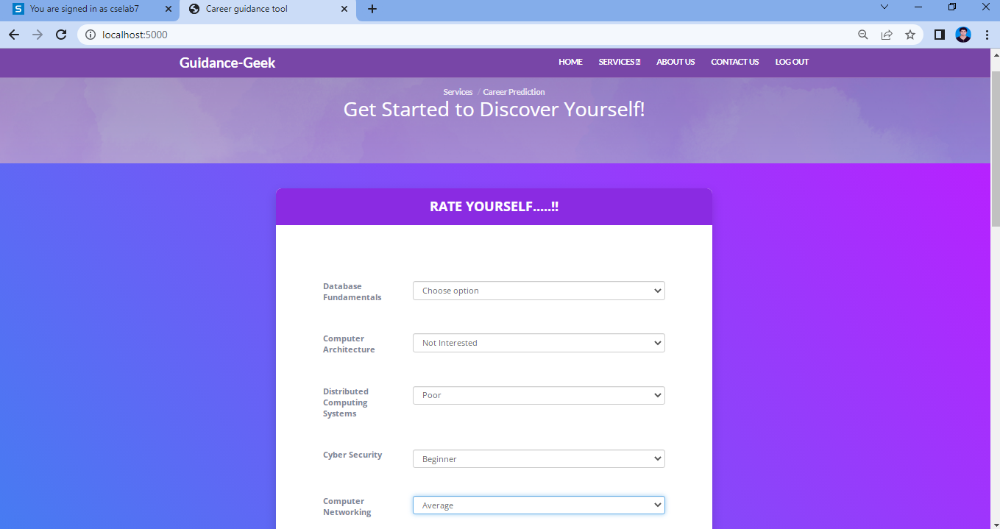 You are signed in as cselab7
Career guidance tool
localhost:5000
Guidance-Geek
HOME SERVICES ABOUT US CONTACT US LOG OUT
Services / Career Prediction
Get Started to Discover Yourself!
RATE YOURSELF.....!!
Database
Fundamentals
Choose option
Computer
Architecture
Not Interested
Distributed
Computing
Systems
Poor
Cyber Security
Beginner
Computer
Networking
Average